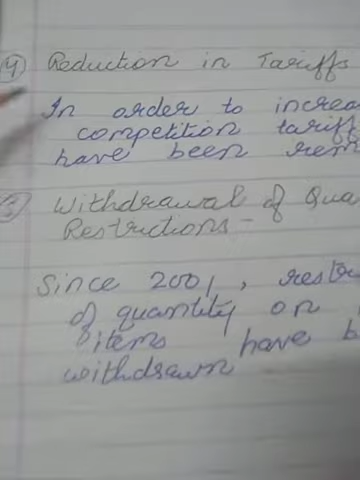 4) Reduction in Tariffs
In order to increa
competition tariff
have been rem
Withdrawal of Qua
Restrictions -
Since 2001, restr
of quantity on
items have b
withdrawn